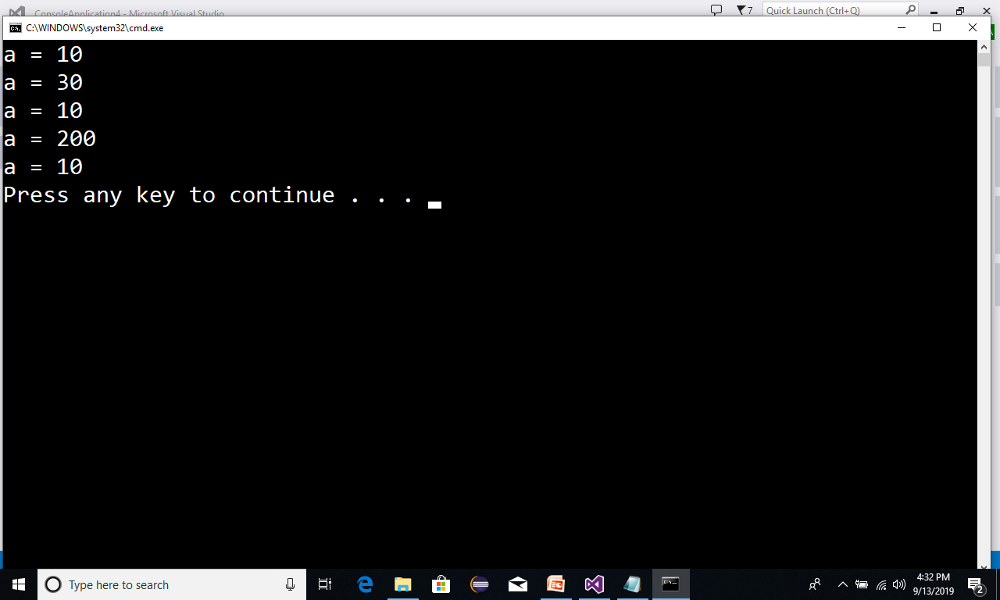 ConsoleApplication4 - Microsoft Visual Studio
7
Quick Launch (Ctrl+Q)
C:\WINDOWS\system32\cmd.exe
a = 10
a = 30
a = 10
a = 200
a = 10
Press any key to continue . . .
Type here to search
4:32 PM
9/13/2019
2